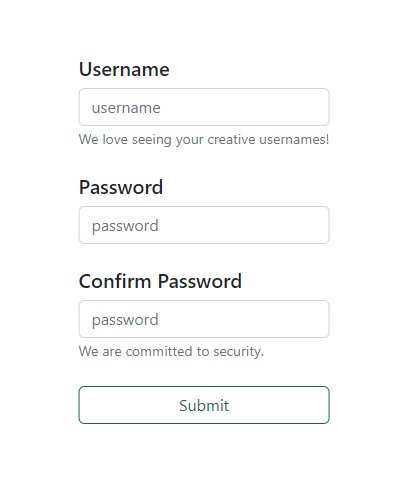 Username
username
We love seeing your creative usernames!
Password
password
Confirm Password
password
We are committed to security.
Submit